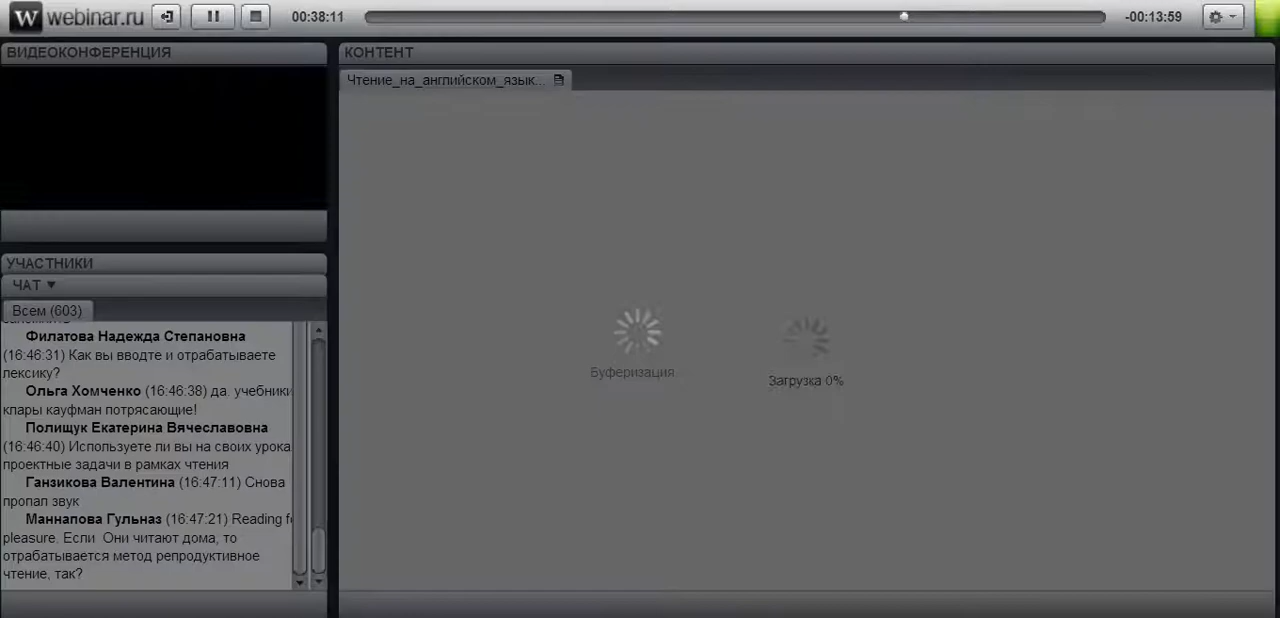 webinar.ru
00:38:11
-00:13:59
ВИДЕОКОНФЕРЕНЦИЯ
КОНТЕНТ
Чтение_на_английском_язык...
УЧАСТНИКИ
ЧАТ
Всем (603)
Филатова Надежда Степановна
(16:46:31) Как вы вводте и отрабатываете
лексику?
Ольга Хомченко (16:46:38) да. учебники
клары кауфман потрясающие!
Полищук Екатерина Вячеславовна
(16:46:40) Используете ли вы на своих урока
проектные задачи в рамках чтения
Ганзикова Валентина (16:47:11) Снова
пропал звук
Маннапова Гульназ (16:47:21) Reading f
pleasure. Если Они читают дома, то
отрабатывается метод репродуктивное
чтение, так?
Буферизация
Загрузка 0%